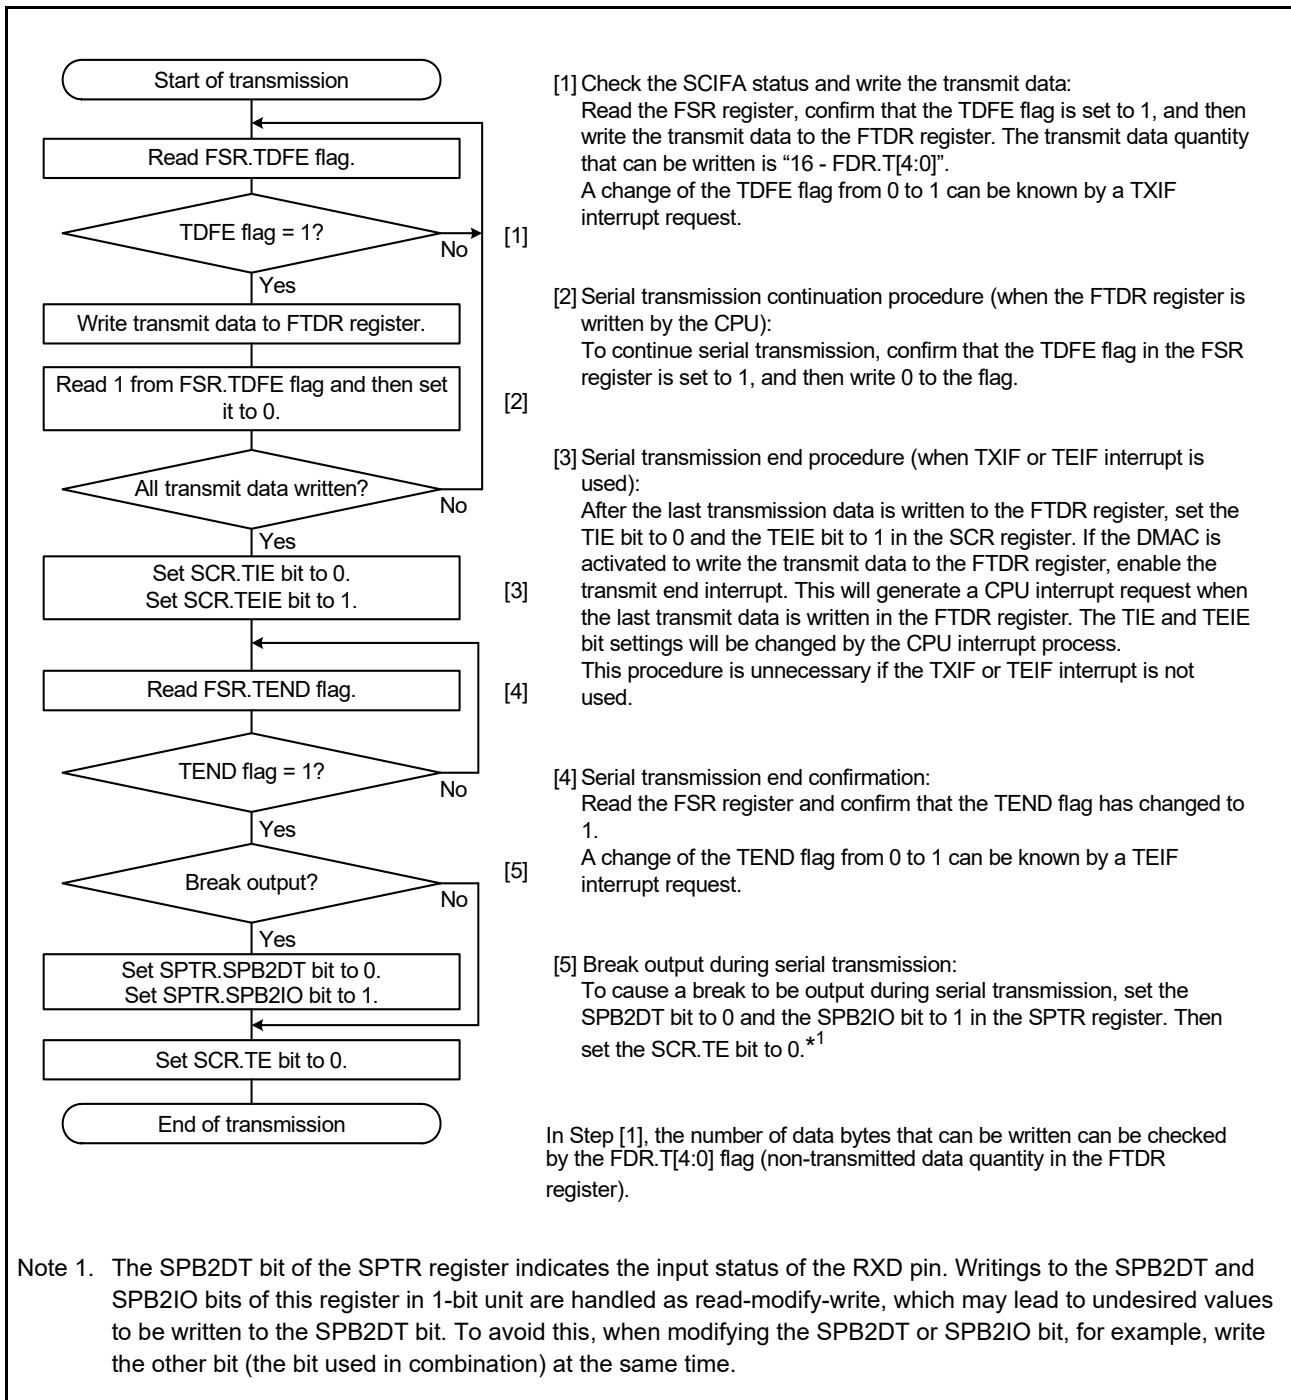 Start of transmission
Read FSR.TDFE flag.
TDFE flag = 1?
No
[1]
Yes
Write transmit data to FTDR register.
Read 1 from FSR.TDFE flag and then set
it to 0.
[2]
All transmit data written?
No
Yes
Set SCR.TIE bit to 0.
Set SCR.TEIE bit to 1.
[3]
Read FSR.TEND flag.
[4]
TEND flag = 1?
No
Yes
Break output?
No
[5]
Yes
Set SPTR.SPB2DT bit to 0.
Set SPTR.SPB2IO bit to 1.
Set SCR.TE bit to 0.
End of transmission
[1] Check the SCIFA status and write the transmit data:
Read the FSR register, confirm that the TDFE flag is set to 1, and then
write the transmit data to the FTDR register. The transmit data quantity
that can be written is “16 - FDR.T[4:0]”.
A change of the TDFE flag from 0 to 1 can be known by a TXIF
interrupt request.
[2] Serial transmission continuation procedure (when the FTDR register is
written by the CPU):
To continue serial transmission, confirm that the TDFE flag in the FSR
register is set to 1, and then write 0 to the flag.
[3] Serial transmission end procedure (when TXIF or TEIF interrupt is
used):
After the last transmission data is written to the FTDR register, set the
TIE bit to 0 and the TEIE bit to 1 in the SCR register. If the DMAC is
activated to write the transmit data to the FTDR register, enable the
transmit end interrupt. This will generate a CPU interrupt request when
the last transmit data is written in the FTDR register. The TIE and TEIE
bit settings will be changed by the CPU interrupt process.
This procedure is unnecessary if the TXIF or TEIF interrupt is not
used.
[4] Serial transmission end confirmation:
Read the FSR register and confirm that the TEND flag has changed to
1.
A change of the TEND flag from 0 to 1 can be known by a TEIF
interrupt request.
[5] Break output during serial transmission:
To cause a break to be output during serial transmission, set the
SPB2DT bit to 0 and the SPB2IO bit to 1 in the SPTR register. Then
set the SCR.TE bit to 0.*1
In Step [1], the number of data bytes that can be written can be checked
by the FDR.T[4:0] flag (non-transmitted data quantity in the FTDR
register).
Note 1. The SPB2DT bit of the SPTR register indicates the input status of the RXD pin. Writings to the SPB2DT and
SPB2IO bits of this register in 1-bit unit are handled as read-modify-write, which may lead to undesired values
to be written to the SPB2DT bit. To avoid this, when modifying the SPB2DT or SPB2IO bit, for example, write
the other bit (the bit used in combination) at the same time.